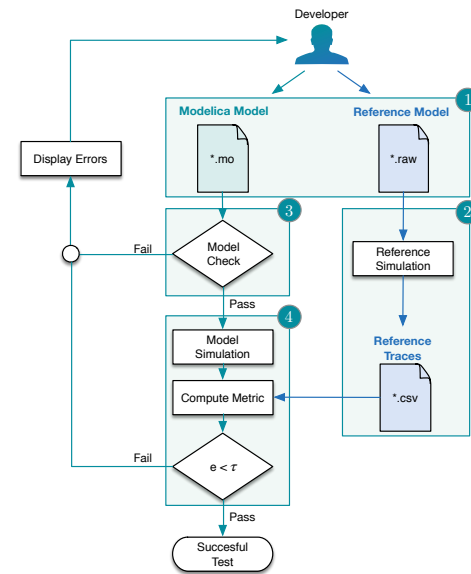 Developer
1
Modelica Model
Reference Model
*.mo
*.raw
Display Errors
3
2
Fail
Model
Check
Reference
Simulation
Pass
4
Model
Simulation
Reference
Traces
Compute Metric
*.csv
Fail
e < τ
Pass
Succesful
Test